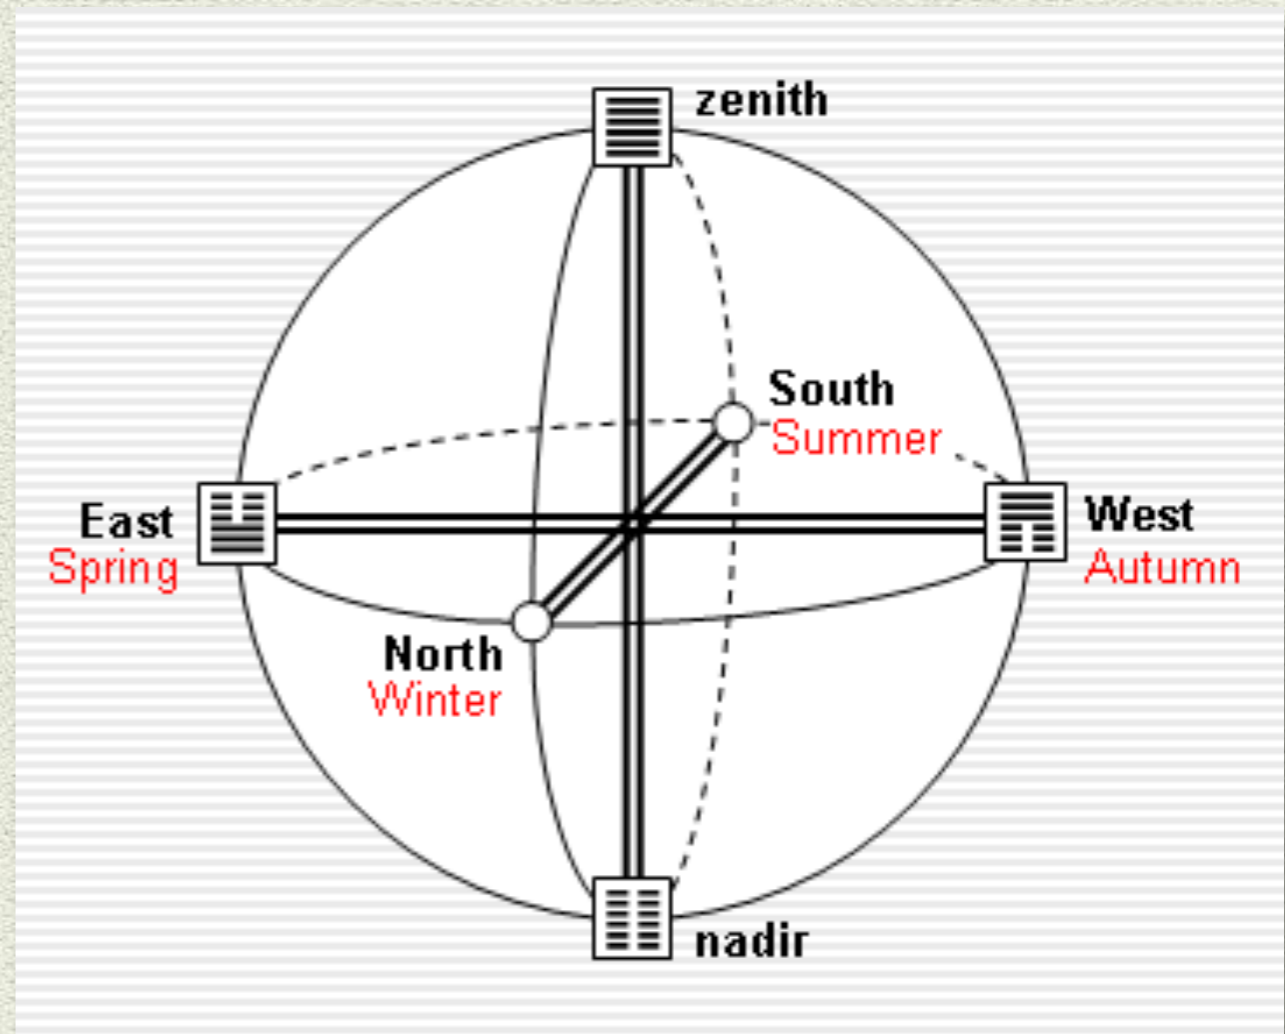 zenith
South
Summer
East
Spring
West
Autumn
North
Winter
nadir